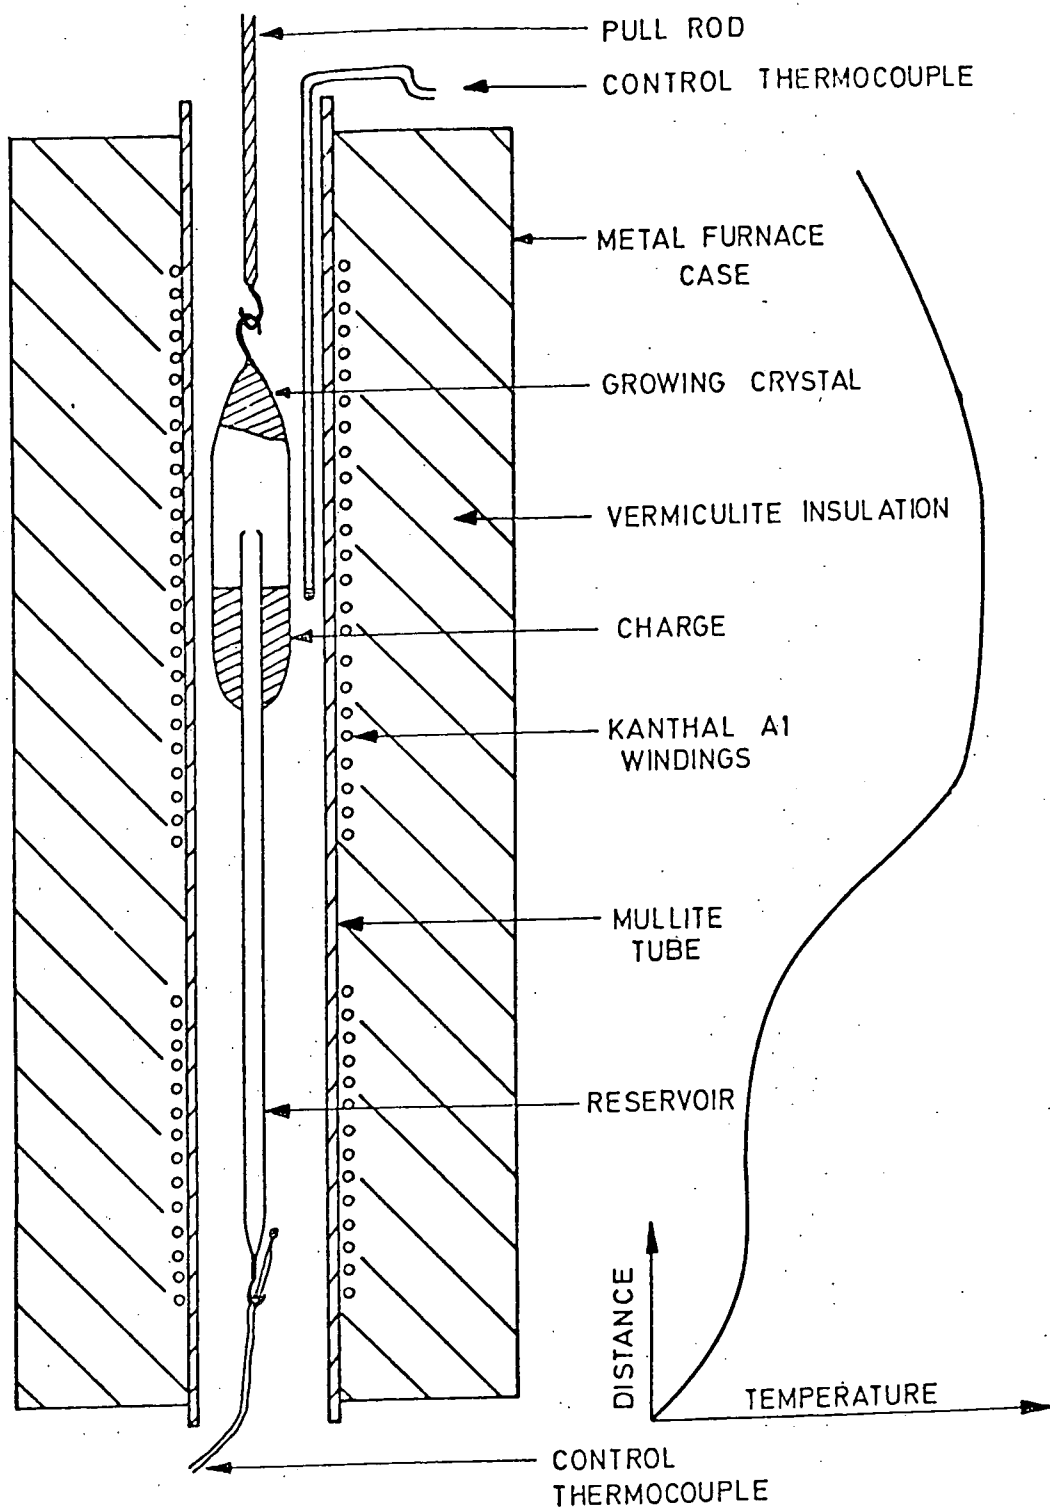 PULL ROD
CONTROL THERMOCOUPLE
METAL FURNACE
CASE
GROWING CRYSTAL
VERMICULITE INSULATION
CHARGE
KANTHAL A1
WINDINGS
MULLITE
TUBE
RESERVOIR
DISTANCE
TEMPERATURE
CONTROL
THERMOCOUPLE